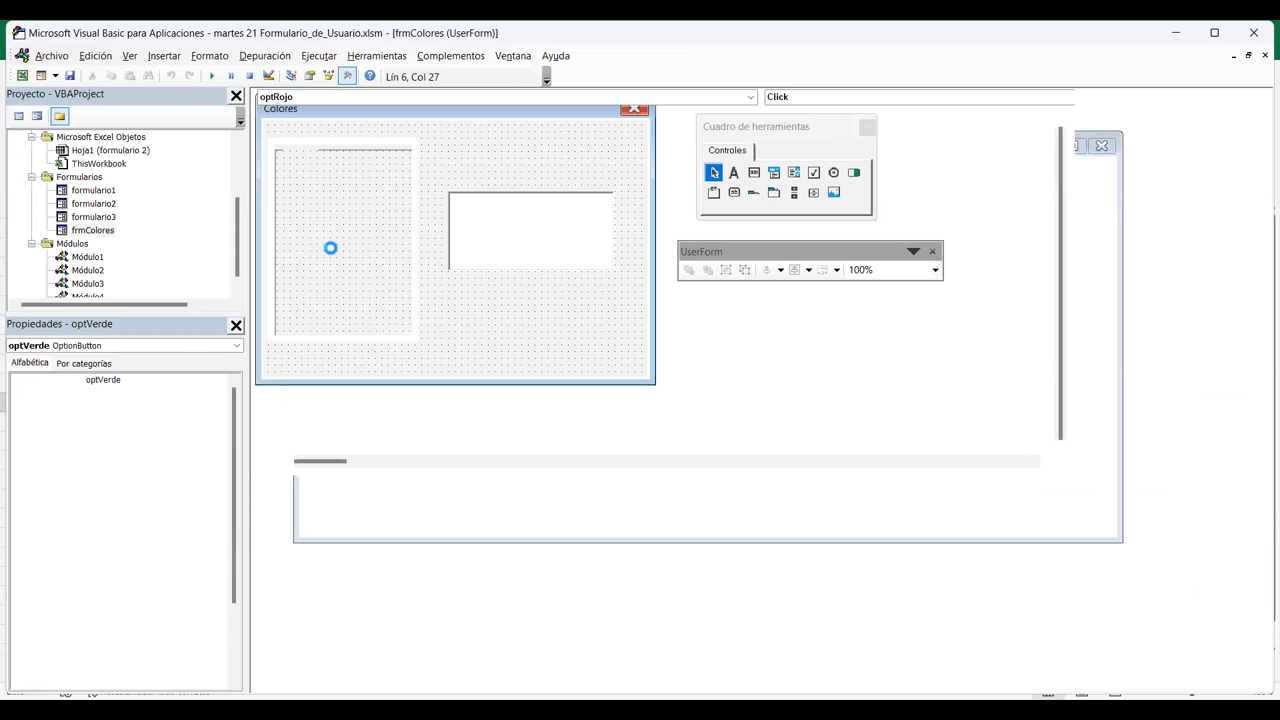 Microsoft Visual Basic para Aplicaciones - martes 21 Formulario_de_Usuario.xlsm - [frmColores (UserForm)]
Archivo Edición Ver Insertar Formato Depuración Ejecutar Herramientas Complementos Ventana Ayuda
Lín 6, Col 27
Proyecto - VBAProject
optRojo
Click
Colores
Cuadro de herramientas
Controles
Microsoft Excel Objetos
Hoja1 (formulario 2)
ThisWorkbook
Formularios
formulario1
formulario2
formulario3
frmColores
Módulos
Módulo1
Módulo2
Módulo3
Módulo4
UserForm
100%
Propiedades - optVerde
optVerde OptionButton
Alfabética Por categorías
optVerde